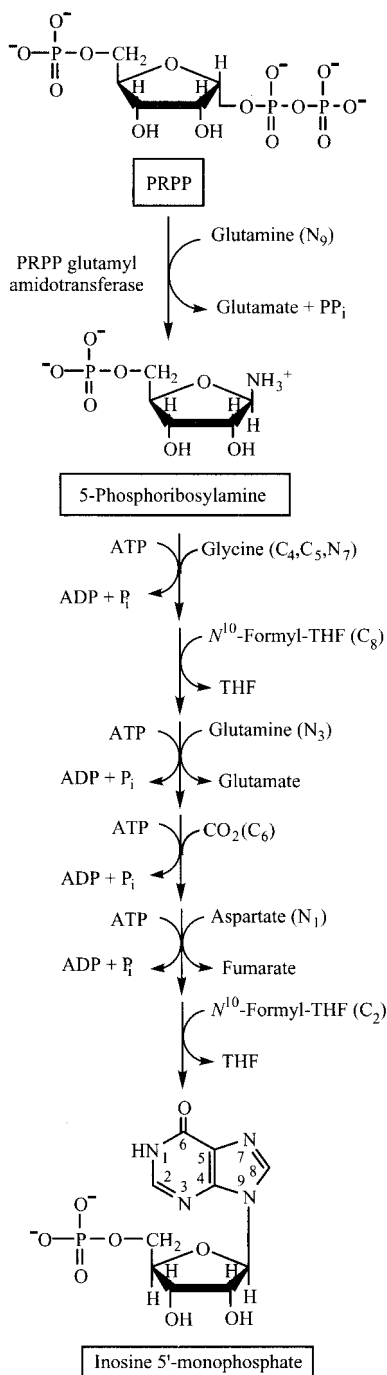 ⁻O–P–O–CH₂
O⁻
O
O
H
H H
OH OH
O–P–O–P–O⁻
O⁻ O⁻
O O
PRPP
Glutamine (N₉)
PRPP glutamyl
amidotransferase
Glutamate + PPᵢ
O⁻
⁻O–P–O–CH₂
O
O
NH₃⁺
H H
H
OH OH
5-Phosphoribosylamine
ATP Glycine (C₄,C₅,N₇)
ADP + Pᵢ
N¹⁰-Formyl-THF (C₈)
THF
ATP Glutamine (N₃)
ADP + Pᵢ Glutamate
ATP CO₂(C₆)
ADP + Pᵢ
ATP Aspartate (N₁)
ADP + Pᵢ Fumarate
N¹⁰-Formyl-THF (C₂)
THF
O
6
HN 1 5 N 7
2 4 8
3 N 9 N
O⁻
⁻O–P–O–CH₂
O
O
H H
H H
OH OH
Inosine 5'-monophosphate